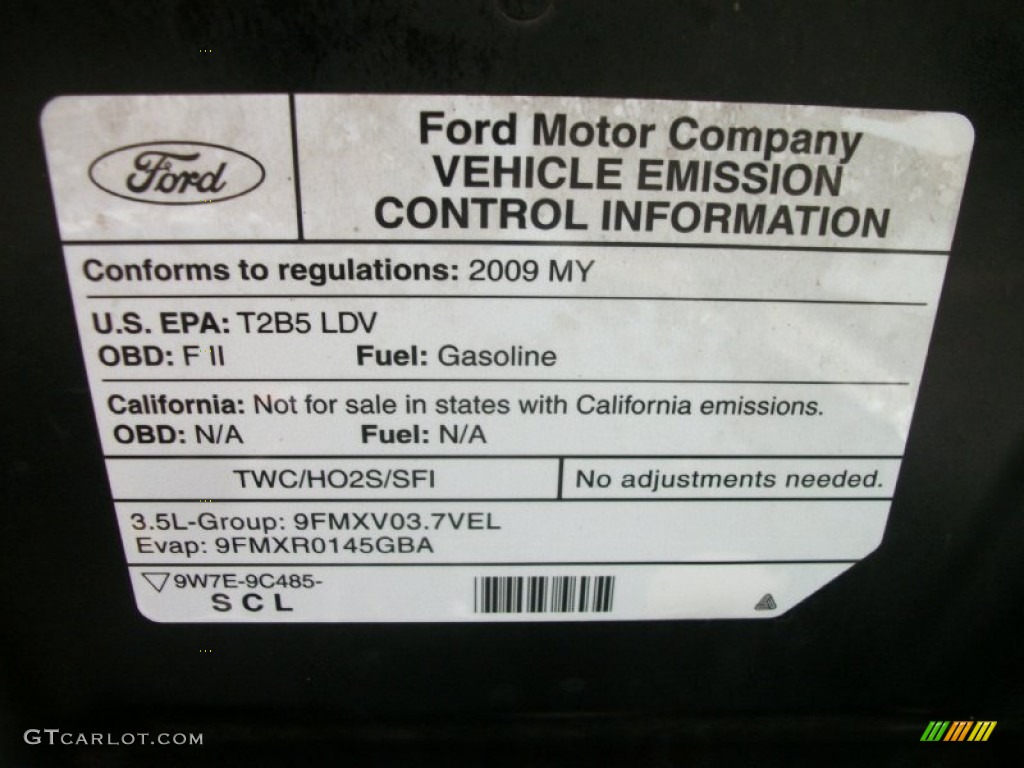 Ford
Ford Motor Company
VEHICLE EMISSION
CONTROL INFORMATION
Conforms to regulations: 2009 MY
U.S. EPA: T2B5 LDV
OBD: F II Fuel: Gasoline
California: Not for sale in states with California emissions.
OBD: N/A Fuel: N/A
TWC/HO2S/SFI No adjustments needed.
3.5L-Group: 9FMXV03.7VEL
Evap: 9FMXR0145GBA
9W7E-9C485-
S C L
GTCARLOT.COM